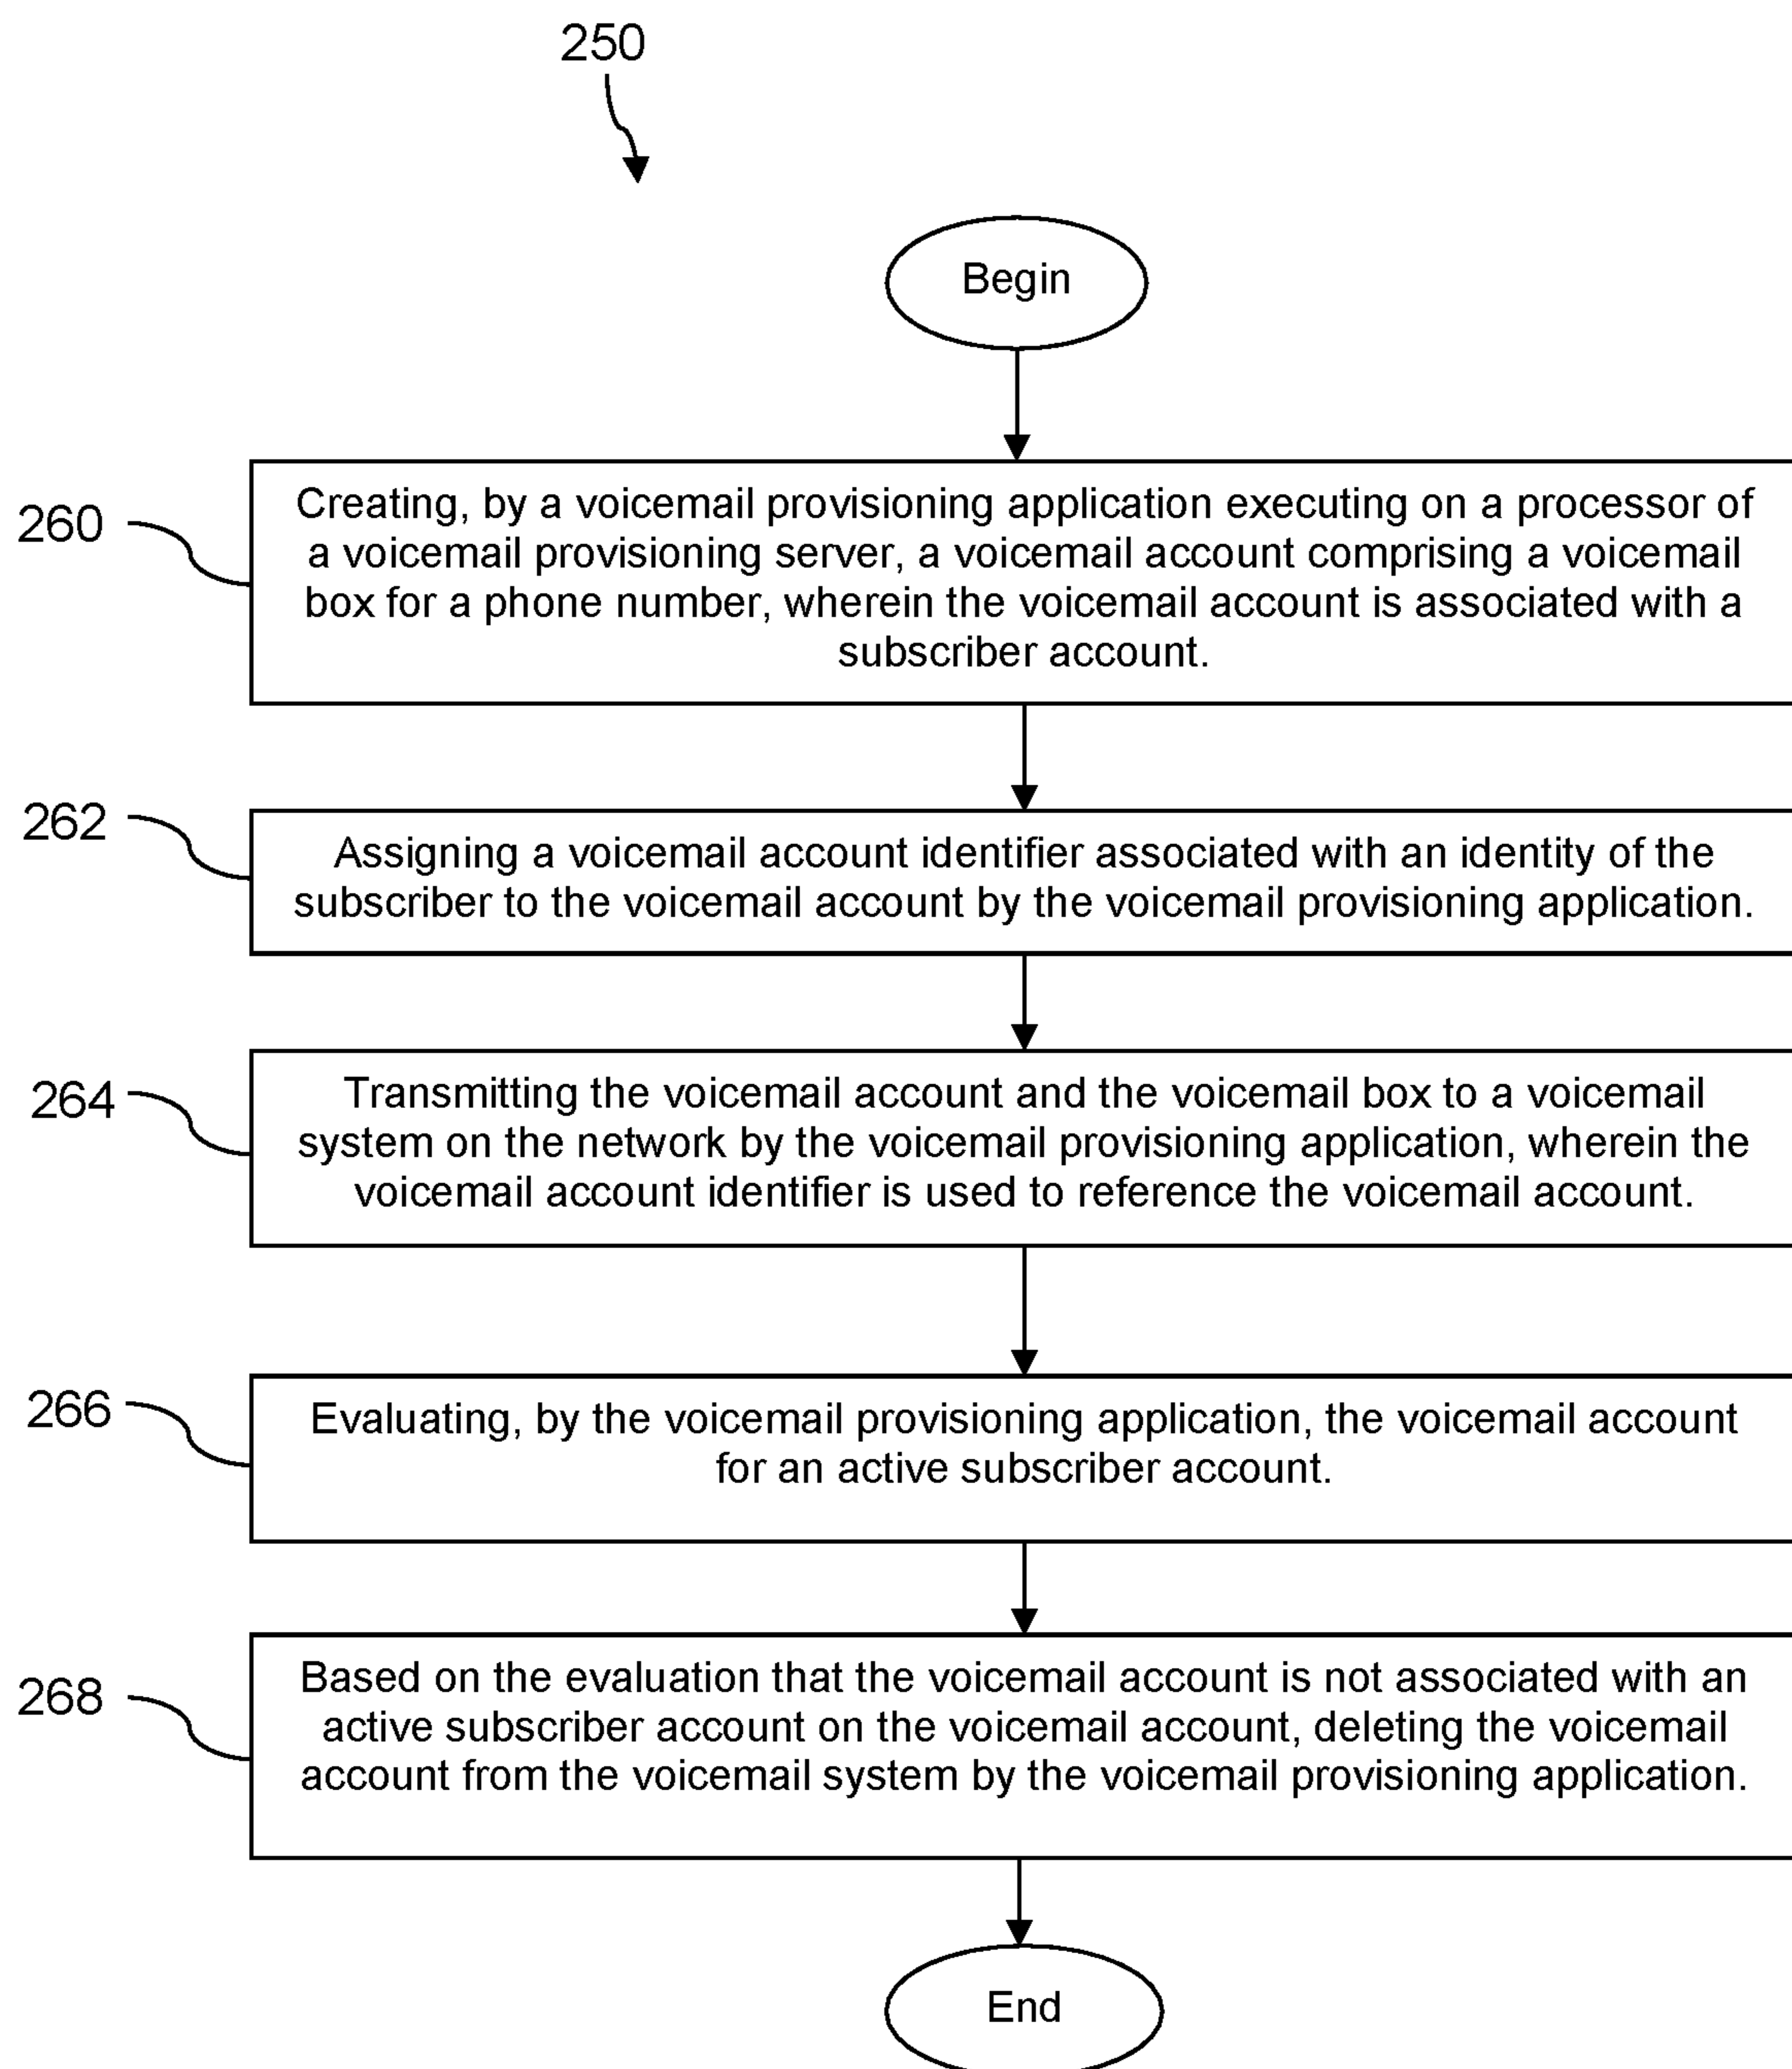 250
Begin
260
Creating, by a voicemail provisioning application executing on a processor of
a voicemail provisioning server, a voicemail account comprising a voicemail
box for a phone number, wherein the voicemail account is associated with a
subscriber account.
262
Assigning a voicemail account identifier associated with an identity of the
subscriber to the voicemail account by the voicemail provisioning application.
264
Transmitting the voicemail account and the voicemail box to a voicemail
system on the network by the voicemail provisioning application, wherein the
voicemail account identifier is used to reference the voicemail account.
266
Evaluating, by the voicemail provisioning application, the voicemail account
for an active subscriber account.
268
Based on the evaluation that the voicemail account is not associated with an
active subscriber account on the voicemail account, deleting the voicemail
account from the voicemail system by the voicemail provisioning application.
End